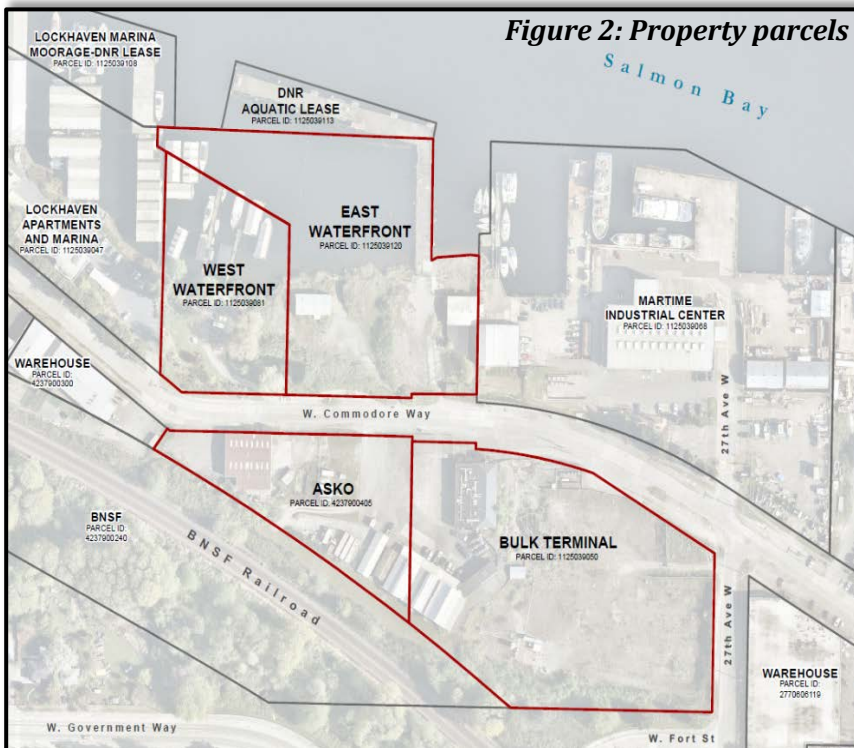 Figure 2: Property parcels
LOCKHAVEN MARINA
MOORAGE-DNR LEASE
PARCEL ID: 1125039108
Salmon Bay
DNR
AQUATIC LEASE
PARCEL ID: 1125039113
LOCKHAVEN
APARTMENTS
AND MARINA
PARCEL ID: 1125039047
EAST
WATERFRONT
PARCEL ID: 1125039120
WEST
WATERFRONT
PARCEL ID: 1125039081
MARTIME
INDUSTRIAL CENTER
PARCEL ID: 1125039068
WAREHOUSE
PARCEL ID:
4237900300
W. Commodore Way
27th Ave W
ASKO
PARCEL ID: 4237900405
BNSF
PARCEL ID
4237900240
BNSF Railroad
BULK TERMINAL
PARCEL ID: 1125039050
27th Ave W
WAREHOUSE
PARCEL ID:
2770606119
W. Government Way
W. Fort St